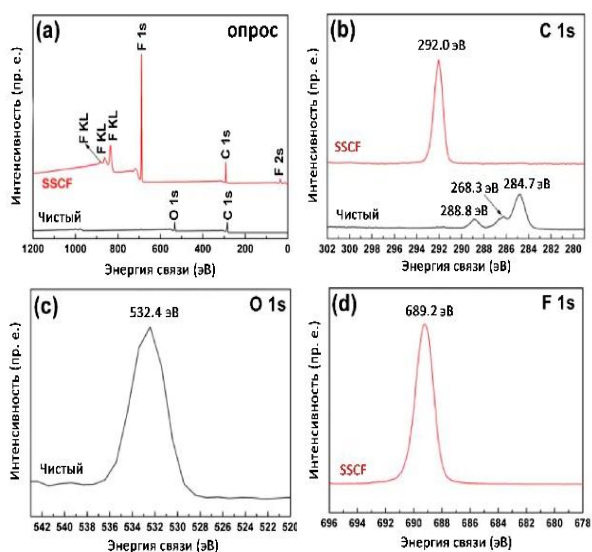 (a)
опрос
F 1s
F KL
F KL
F KL
C 1s
F 2s
SSCF
Чистый
O 1s
C 1s
1200 1000 800 600 400 200 0
Энергия связи (эВ)
Интенсивность (пр. е.)
(b)
C 1s
292.0 эВ
SSCF
268.3 эВ
284.7 эВ
288.8 эВ
Чистый
302 300 298 296 294 292 290 288 286 284 282 280
Энергия связи (эВ)
Интенсивность (пр. е.)
(c)
O 1s
532.4 эВ
Чистый
542 540 538 536 534 532 530 528 526 524 522 520
Энергия связи (эВ)
Интенсивность (пр. е.)
(d)
F 1s
689.2 эВ
SSCF
696 694 692 690 688 686 684 682 680 678
Энергия связи (эВ)
Интенсивность (пр. е.)